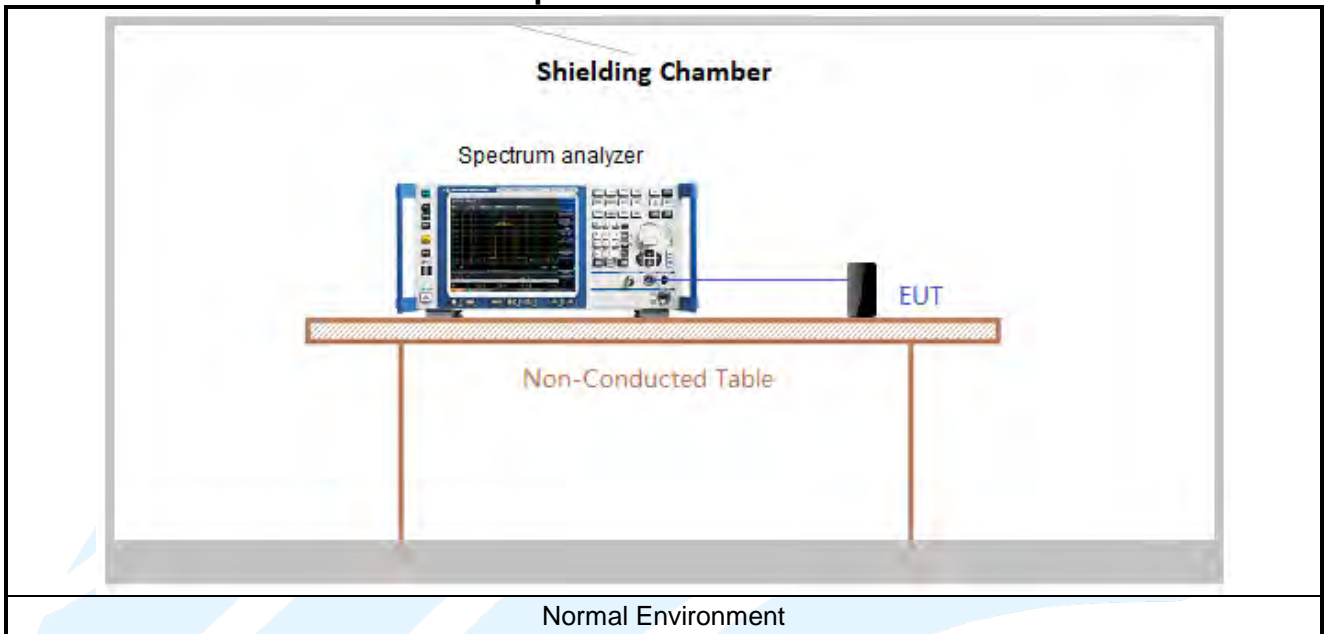 Shielding Chamber
Spectrum analyzer
EUT
Non-Conducted Table
Normal Environment